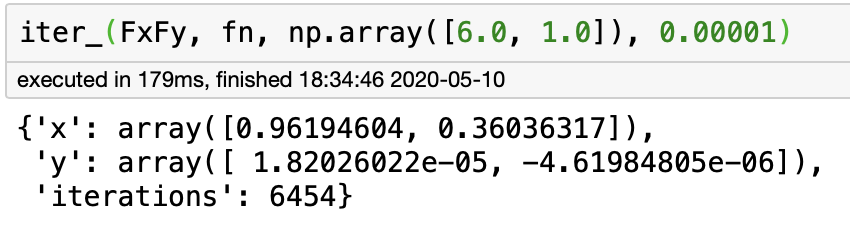 iter_(FxFy, fn, np.array([6.0, 1.0]), 0.00001)
executed in 179ms, finished 18:34:46 2020-05-10
{'x': array([0.96194604, 0.36036317]),
 'y': array([ 1.82026022e-05, -4.61984805e-06]),
 'iterations': 6454}